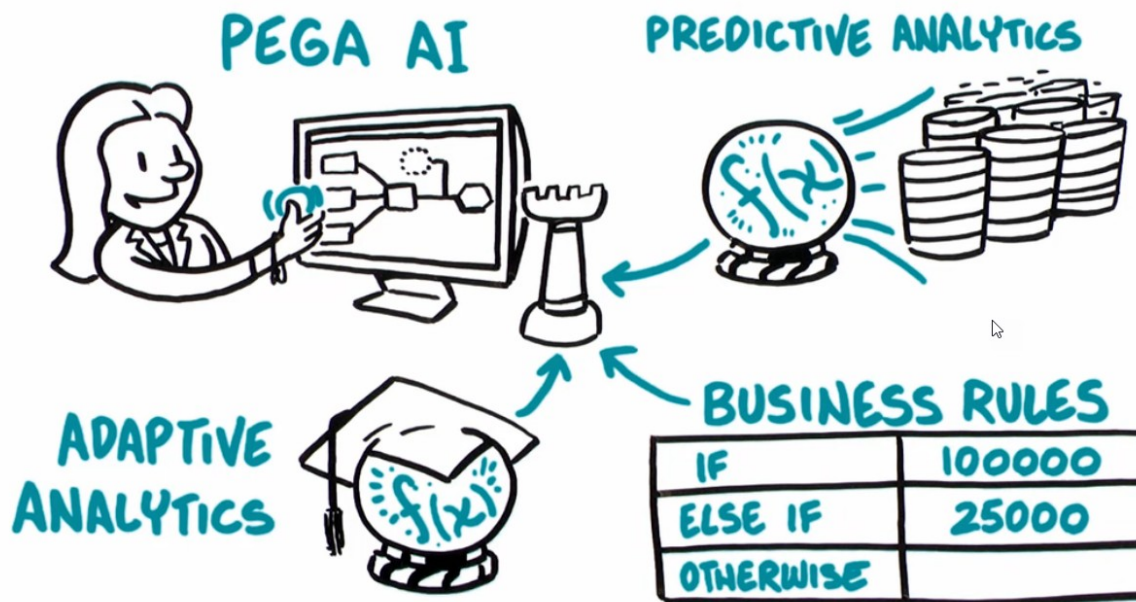 PEGA AI
PREDICTIVE ANALYTICS
f(x)
ADAPTIVE
ANALYTICS
f(x)
BUSINESS RULES
IF 100000
ELSE IF 25000
OTHERWISE